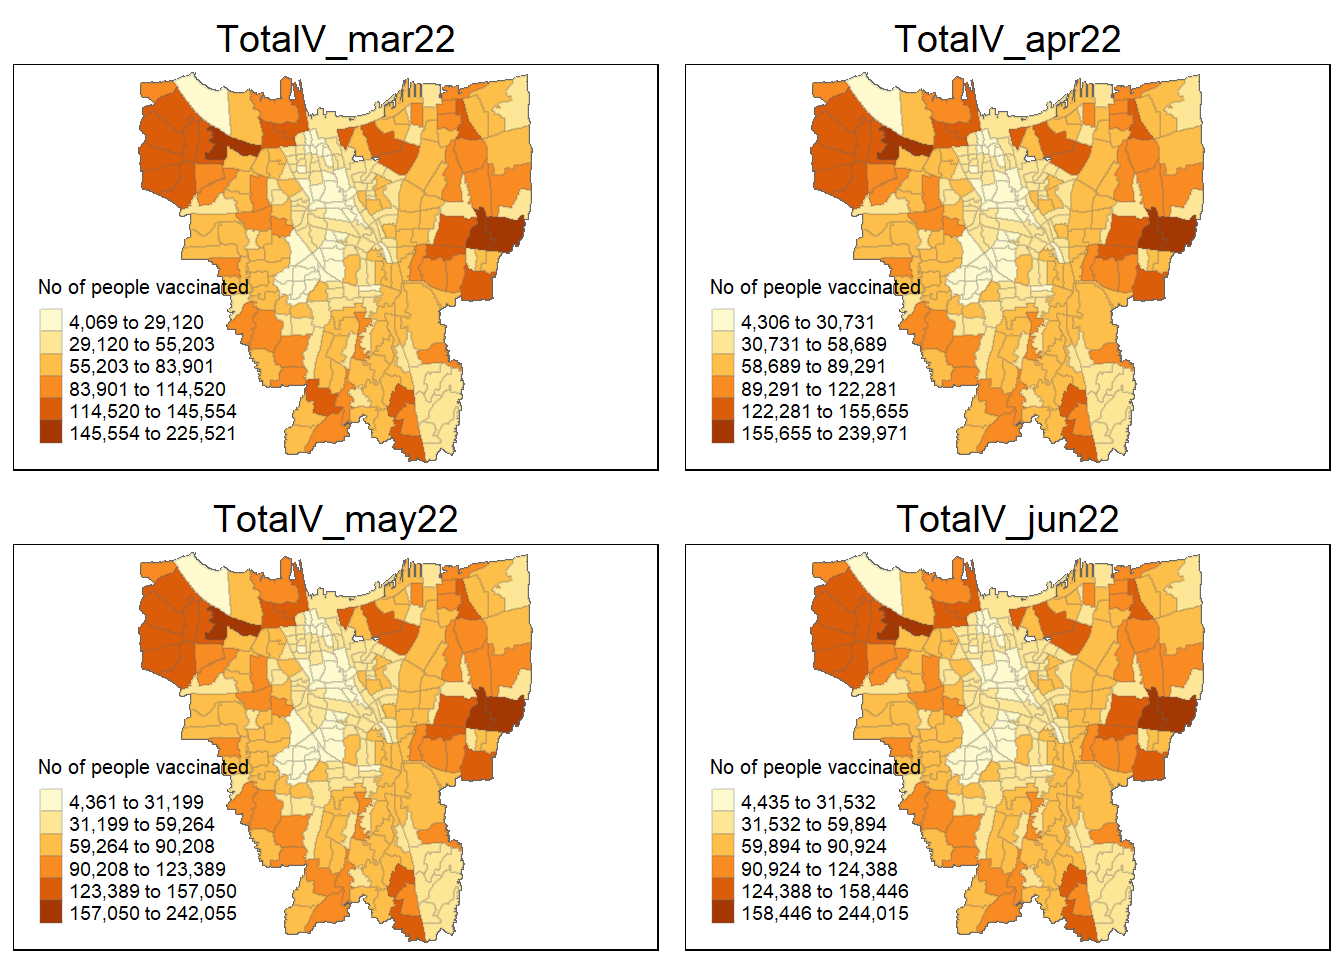 TotalV_mar22
No of people vaccinated
4,069 to 29,120
29,120 to 55,203
55,203 to 83,901
83,901 to 114,520
114,520 to 145,554
145,554 to 225,521
TotalV_apr22
No of people vaccinated
4,306 to 30,731
30,731 to 58,689
58,689 to 89,291
89,291 to 122,281
122,281 to 155,655
155,655 to 239,971
TotalV_may22
No of people vaccinated
4,361 to 31,199
31,199 to 59,264
59,264 to 90,208
90,208 to 123,389
123,389 to 157,050
157,050 to 242,055
TotalV_jun22
No of people vaccinated
4,435 to 31,532
31,532 to 59,894
59,894 to 90,924
90,924 to 124,388
124,388 to 158,446
158,446 to 244,015